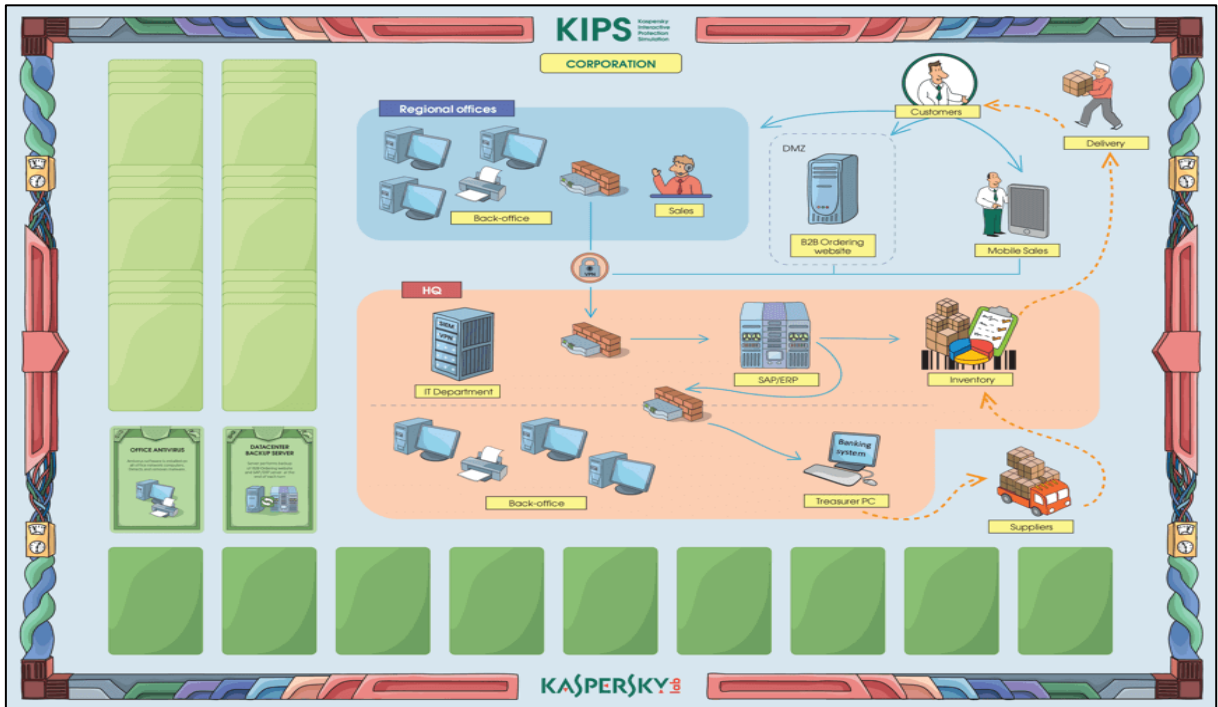 KIPS
Kaspersky
Interactive
Protection
Simulation
CORPORATION
Regional offices
Back-office
Sales
Customers
Delivery
DMZ
B2B Ordering
website
Mobile Sales
VPN
HQ
SIEM
VPN
IT Department
SAP/ERP
Inventory
Back-office
Banking
system
Treasurer PC
Suppliers
OFFICE ANTIVIRUS
DATACENTER
BACKUP SERVER
KASPERSKY lab